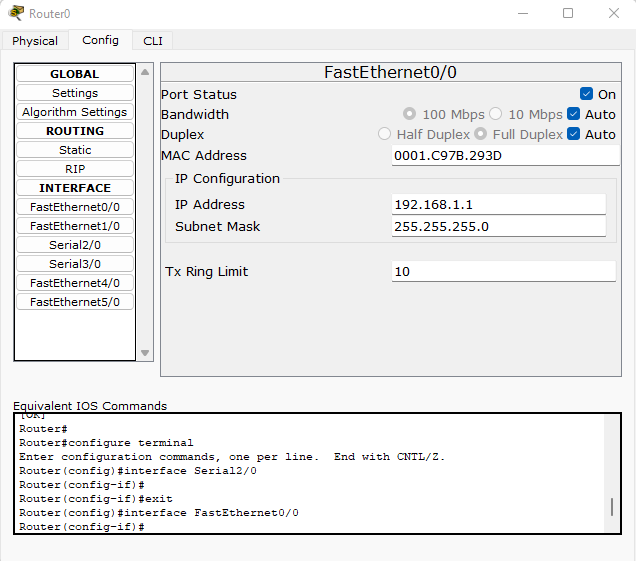 Router0
Physical Config CLI
GLOBAL
Settings
Algorithm Settings
ROUTING
Static
RIP
INTERFACE
FastEthernet0/0
FastEthernet1/0
Serial2/0
Serial3/0
FastEthernet4/0
FastEthernet5/0
FastEthernet0/0
Port Status On
Bandwidth 100 Mbps 10 Mbps Auto
Duplex Half Duplex Full Duplex Auto
MAC Address 0001.C97B.293D
IP Configuration
IP Address 192.168.1.1
Subnet Mask 255.255.255.0
Tx Ring Limit 10
Equivalent IOS Commands
[OK]
Router#
Router#configure terminal
Enter configuration commands, one per line.  End with CNTL/Z.
Router(config)#interface Serial2/0
Router(config-if)#
Router(config-if)#exit
Router(config)#interface FastEthernet0/0
Router(config-if)#